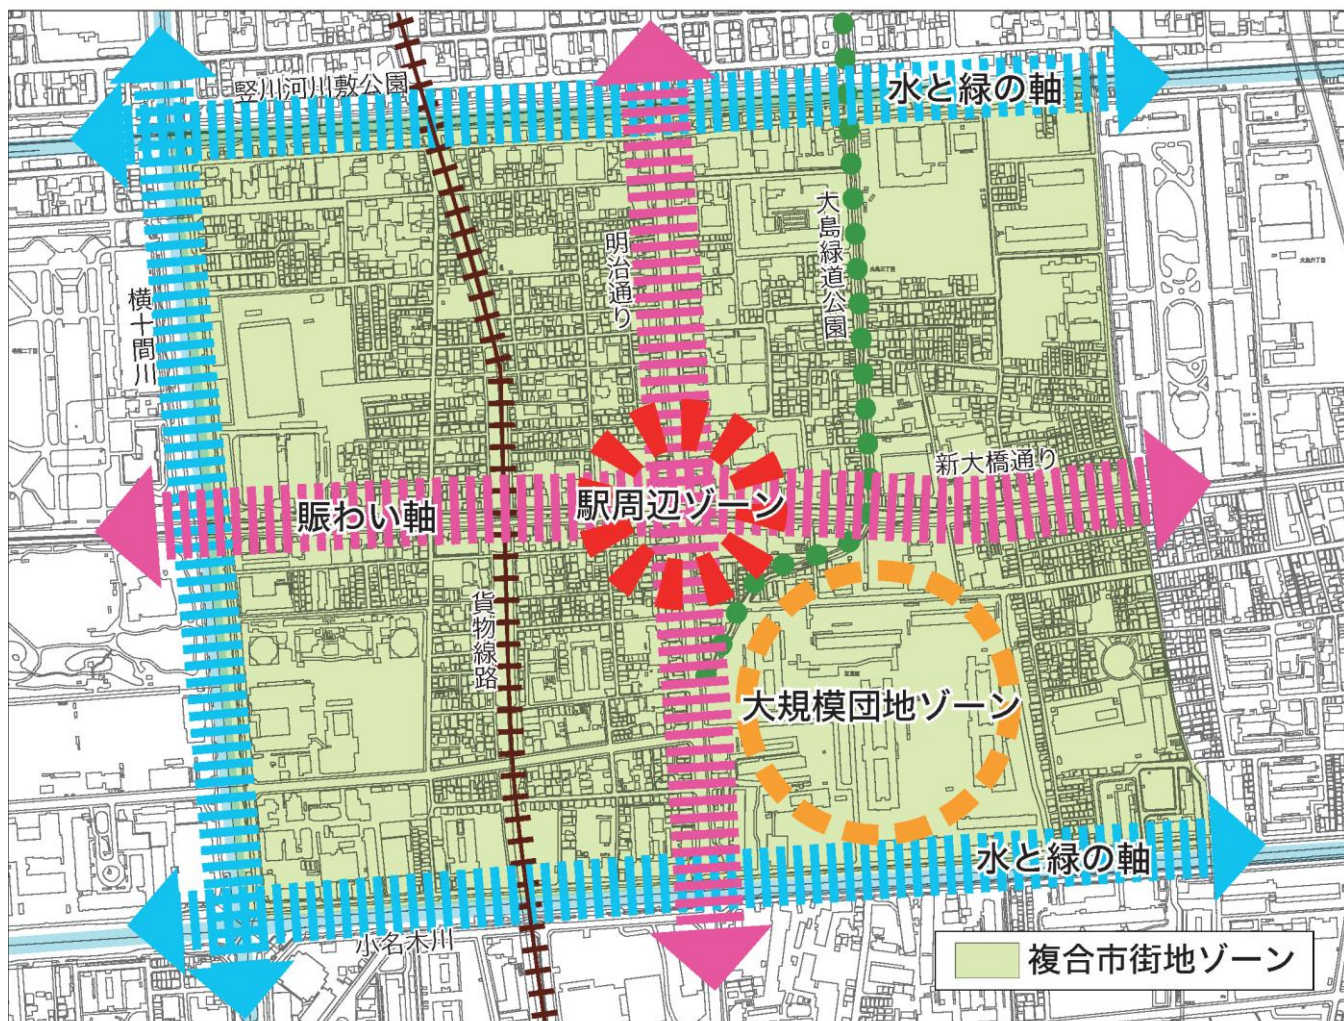 竪川河川敷公園
水と緑の軸
大島緑道公園
明治通り
横十間川
新大橋通り
賑わい軸
駅周辺ゾーン
貨物線路
大規模団地ゾーン
水と緑の軸
小名木川
複合市街地ゾーン